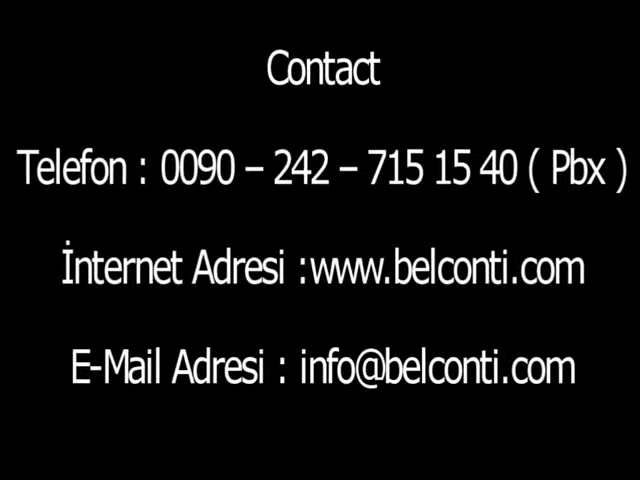 Contact
Telefon : 0090 – 242 – 715 15 40 ( Pbx )
İnternet Adresi :www.belconti.com
E-Mail Adresi : info@belconti.com